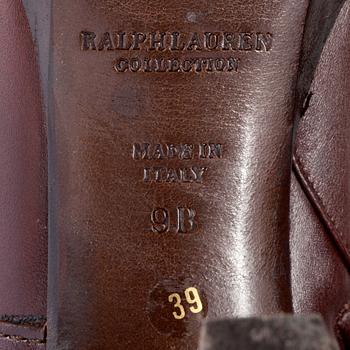 RALPH LAUREN
COLLECTION
MADE IN
ITALY
9B
39